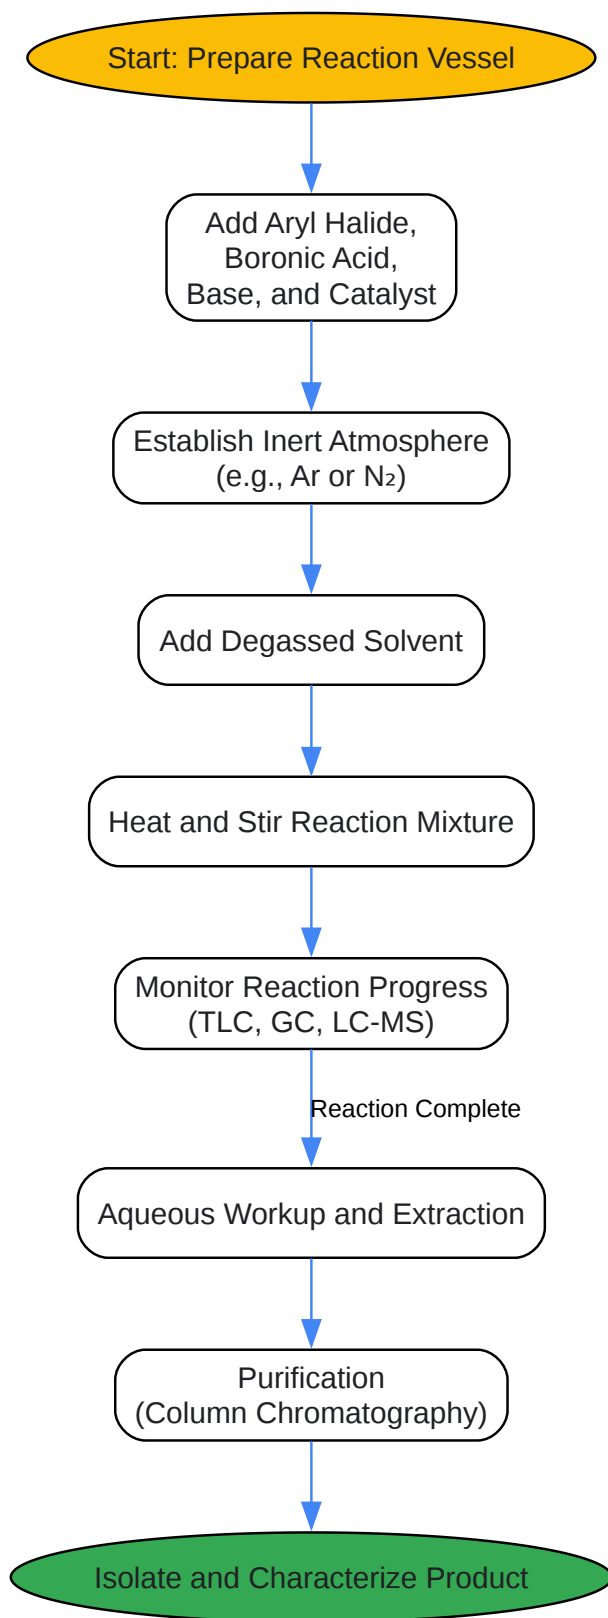 Start: Prepare Reaction Vessel
Add Aryl Halide,
Boronic Acid,
Base, and Catalyst
Establish Inert Atmosphere
(e.g., Ar or N₂)
Add Degassed Solvent
Heat and Stir Reaction Mixture
Monitor Reaction Progress
(TLC, GC, LC-MS)
Reaction Complete
Aqueous Workup and Extraction
Purification
(Column Chromatography)
Isolate and Characterize Product